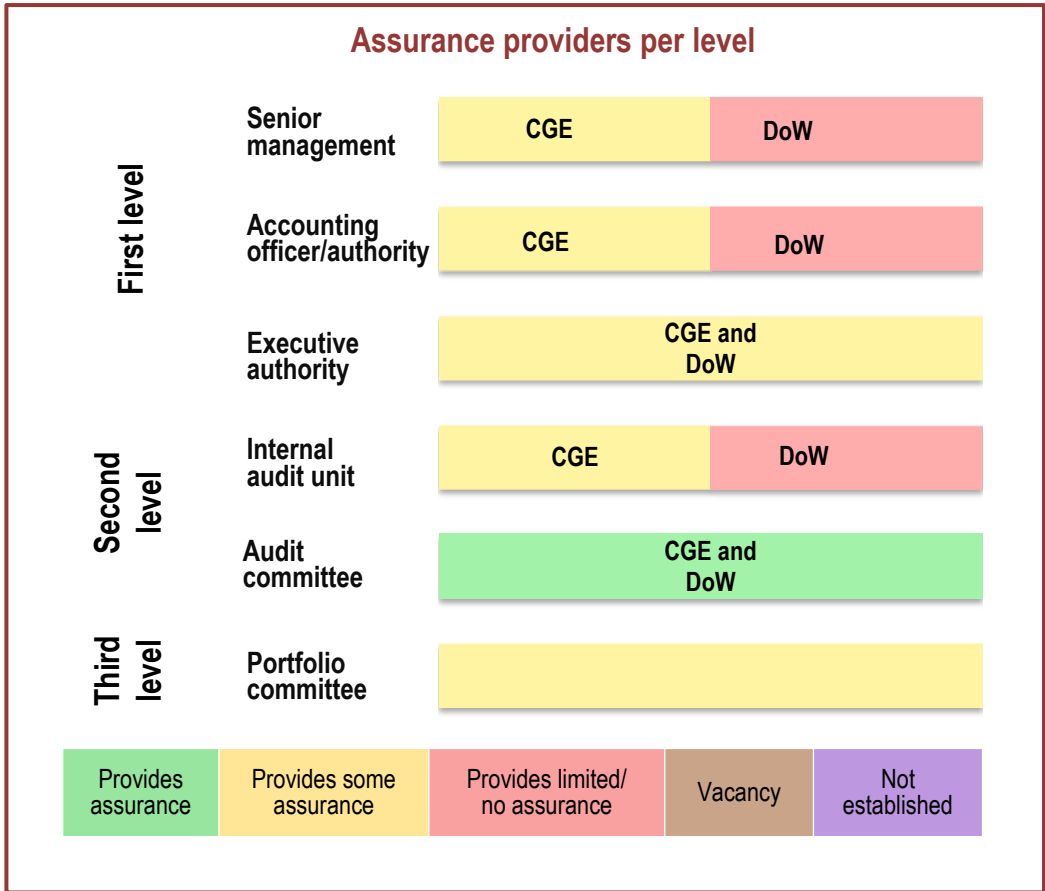 Assurance providers per level
First level
Senior
management
CGE
DoW
Accounting
officer/authority
CGE
DoW
Executive
authority
CGE and
DoW
Second
level
Internal
audit unit
CGE
DoW
Audit
committee
CGE and
DoW
Third
level
Portfolio
committee
Provides
assurance
Provides some
assurance
Provides limited/
no assurance
Vacancy
Not
established